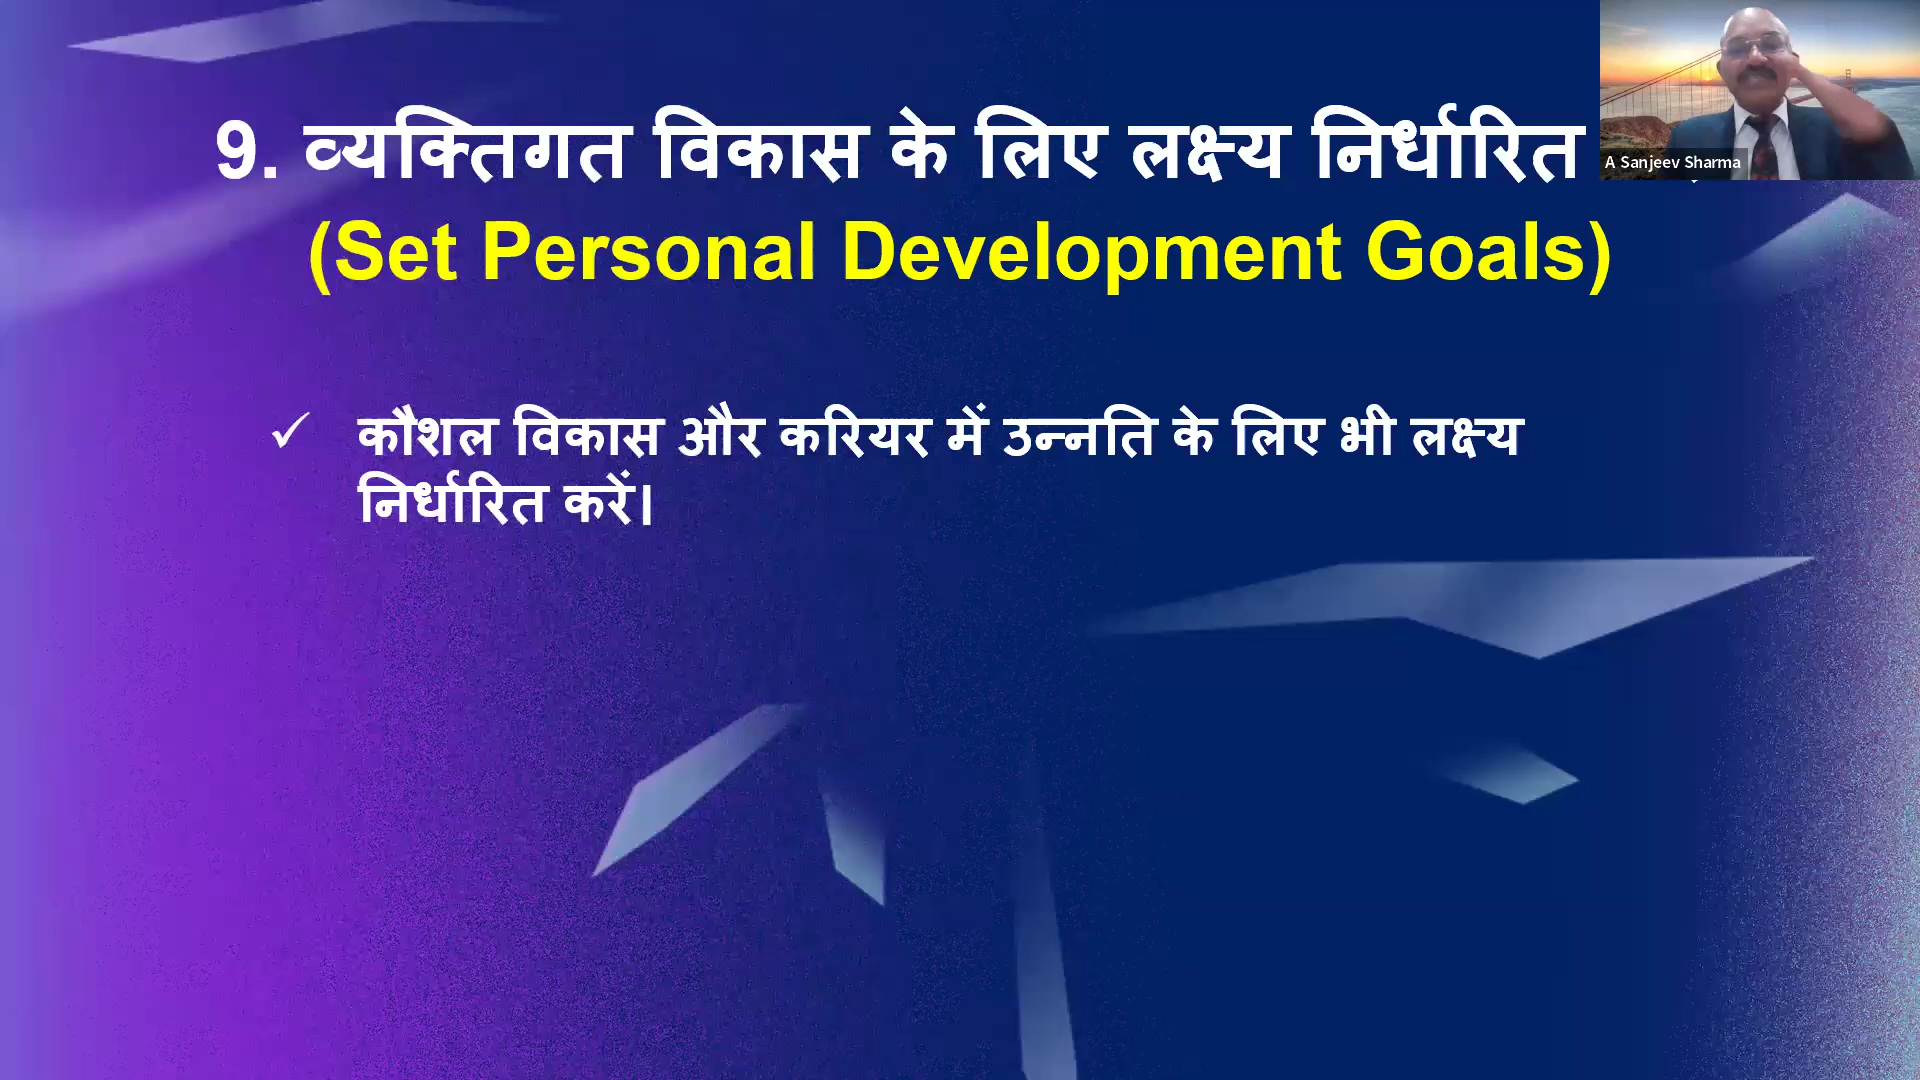 9. व्यक्तिगत विकास के लिए लक्ष्य निर्धारित
(Set Personal Development Goals)
A Sanjeev Sharma
✓ कौशल विकास और करियर में उन्नति के लिए भी लक्ष्य
निर्धारित करें।